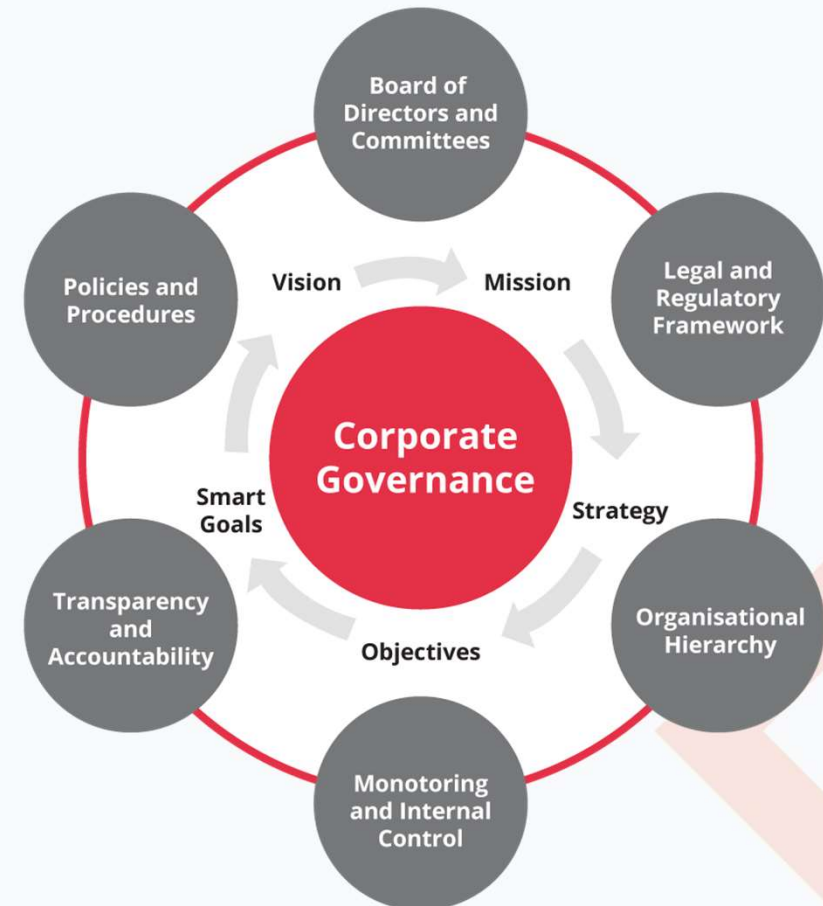 Board of
Directors and
Committees
Policies and
Procedures
Vision
Mission
Legal and
Regulatory
Framework
Corporate
Governance
Smart
Goals
Strategy
Transparency
and
Accountability
Objectives
Organisational
Hierarchy
Monotoring
and Internal
Control